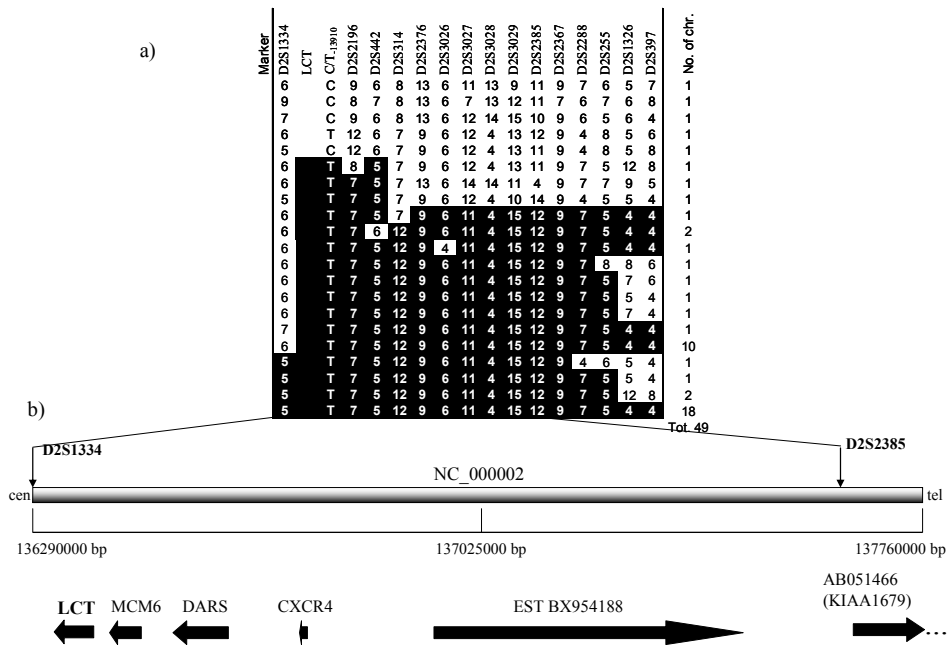 a)
Marker D2S1334 LCT C/T-13910 D2S2196 D2S442 D2S314 D2S2376 D2S3026 D2S3027 D2S3028 D2S3029 D2S2385 D2S2367 D2S2288 D2S255 D2S1326 D2S397 No. of chr.
6 C 9 6 8 13 6 11 13 9 11 9 7 6 5 7 1
9 C 8 7 8 13 6 7 13 12 11 7 6 7 6 8 1
7 C 9 6 8 13 6 12 14 15 10 9 6 5 6 4 1
6 T 12 6 7 9 6 12 4 13 12 9 4 8 5 6 1
5 C 12 6 7 9 6 12 4 13 11 9 4 8 5 8 1
6 T 8 5 7 9 6 12 4 13 11 9 7 5 12 8 1
6 T 7 5 7 13 6 14 14 11 4 9 7 7 9 5 1
5 T 7 5 7 9 6 12 4 10 14 9 4 5 5 4 1
6 T 7 5 7 9 6 11 4 15 12 9 7 5 4 4 1
6 T 7 6 12 9 6 11 4 15 12 9 7 5 4 4 2
6 T 7 5 12 9 4 11 4 15 12 9 7 5 4 4 1
6 T 7 5 12 9 6 11 4 15 12 9 7 8 8 6 1
6 T 7 5 12 9 6 11 4 15 12 9 7 5 7 6 1
6 T 7 5 12 9 6 11 4 15 12 9 7 5 5 4 1
6 T 7 5 12 9 6 11 4 15 12 9 7 5 7 4 1
7 T 7 5 12 9 6 11 4 15 12 9 7 5 4 4 1
6 T 7 5 12 9 6 11 4 15 12 9 7 5 4 4 10
5 T 7 5 12 9 6 11 4 15 12 9 4 6 5 4 1
5 T 7 5 12 9 6 11 4 15 12 9 7 5 5 4 1
5 T 7 5 12 9 6 11 4 15 12 9 7 5 12 8 2
5 T 7 5 12 9 6 11 4 15 12 9 7 5 4 4 18
Tot. 49
b)
D2S1334 D2S2385
NC_000002
cen tel
136290000 bp 137025000 bp 137760000 bp
LCT MCM6 DARS CXCR4 EST BX954188 AB051466
(KIAA1679)
...